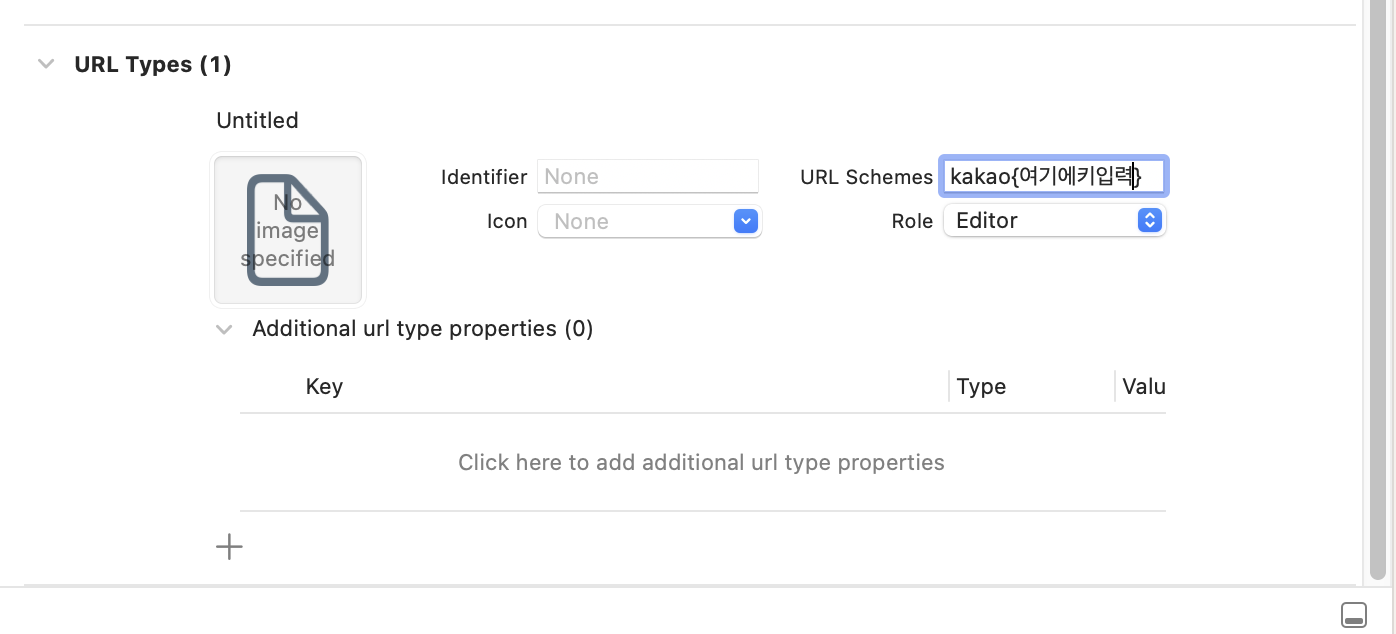 URL Types (1)
Untitled
No
image
specified
Identifier None
URL Schemes kakao{여기에키입력}
Icon None
Role Editor
Additional url type properties (0)
Key Type Valu
Click here to add additional url type properties